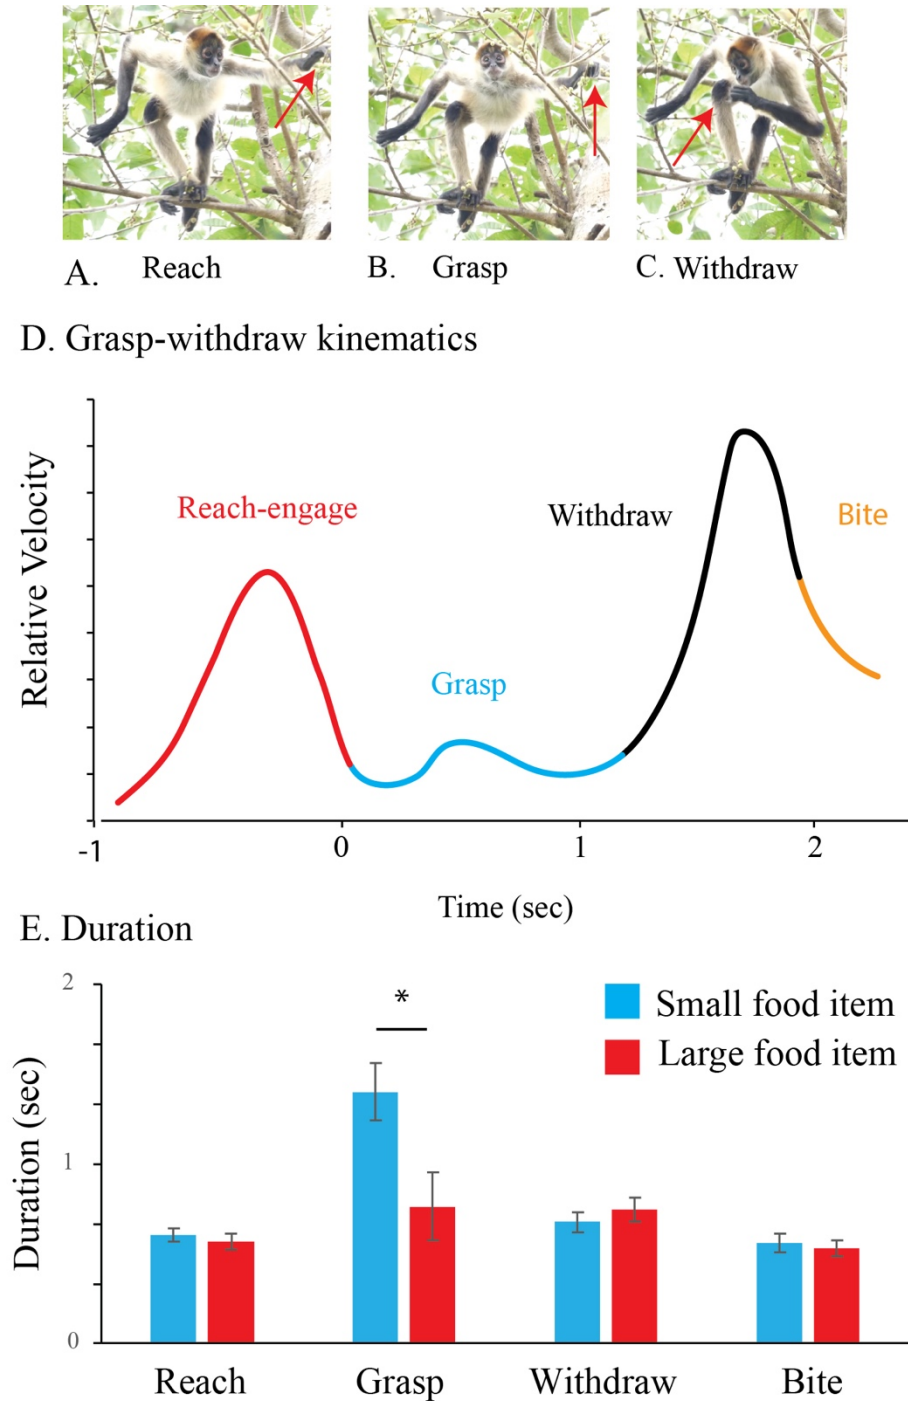 A. Reach
B. Grasp
C. Withdraw
D. Grasp-withdraw kinematics
Relative Velocity
Reach-engage
Grasp
Withdraw
Bite
-1 0 1 2
Time (sec)
E. Duration
Duration (sec)
2
1
0
*
Small food item
Large food item
Reach Grasp Withdraw Bite